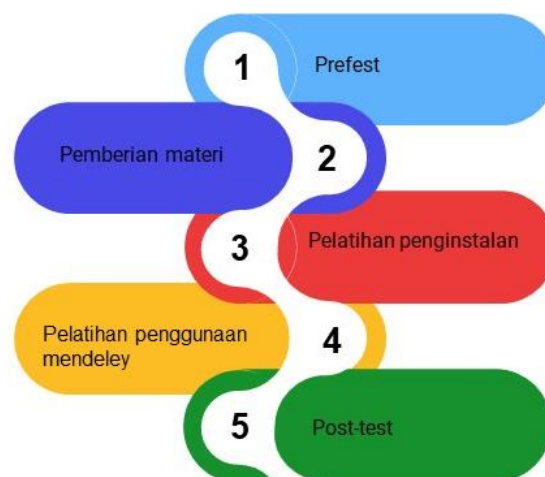 1
Prefest
Pemberian materi
2
3
Pelatihan penginstalan
Pelatihan penggunaan
mendeley
4
5
Post-test